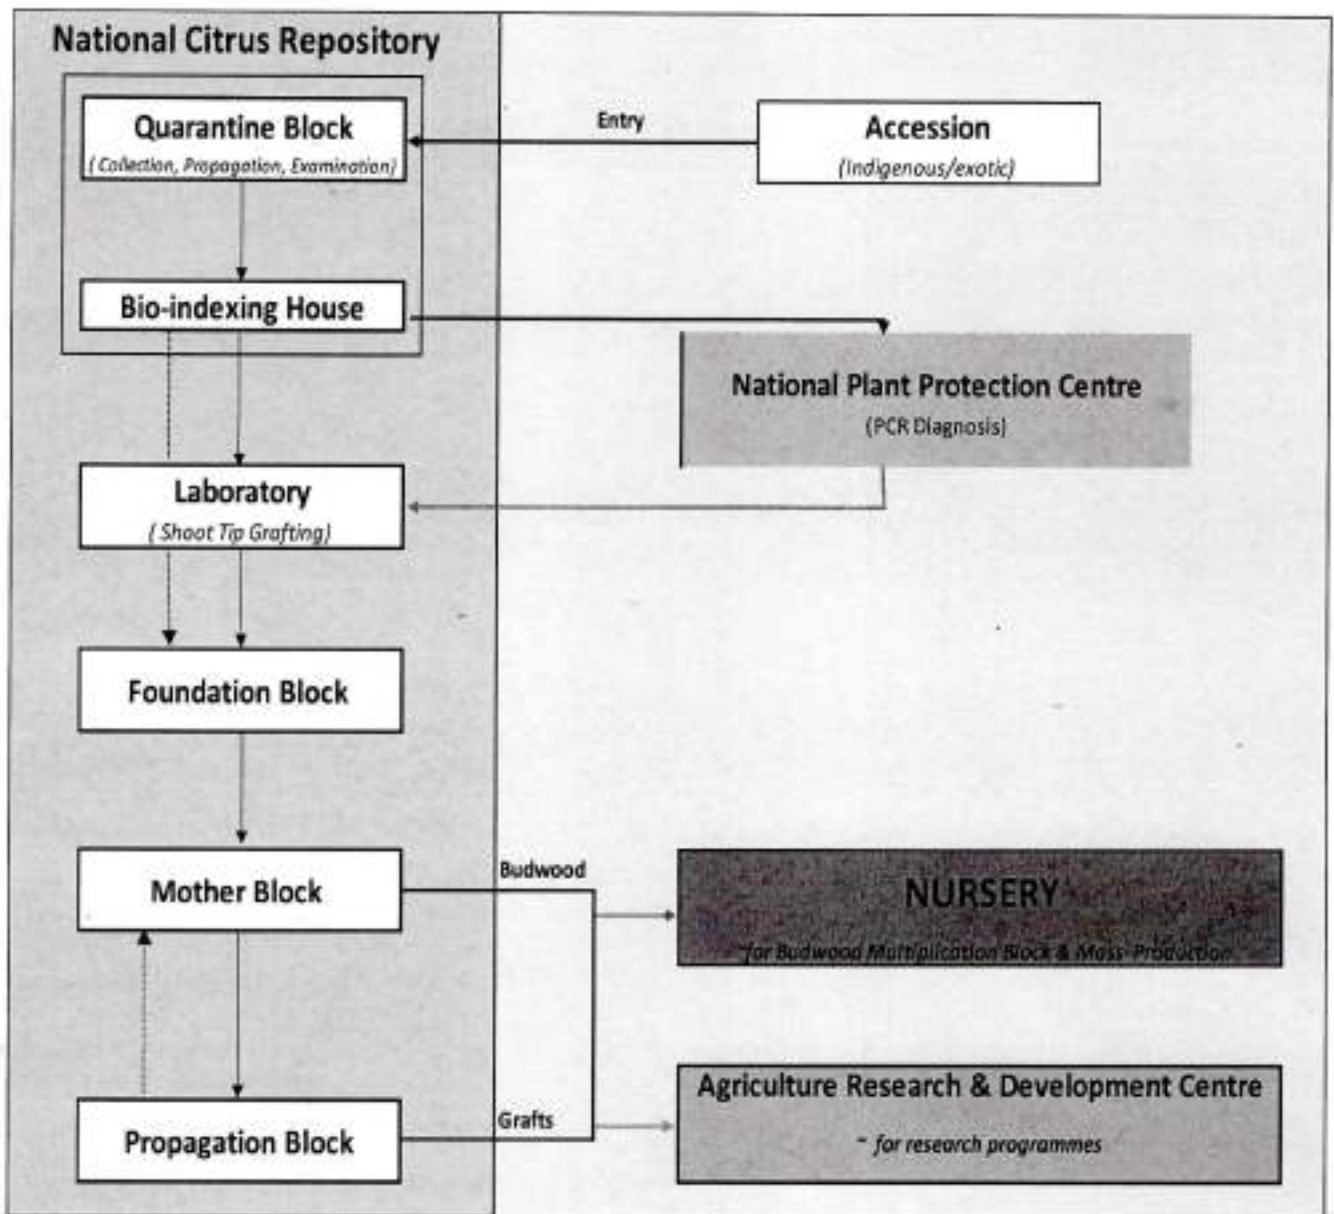 National Citrus Repository
Quarantine Block
( Collection, Propagation, Examination)
Entry
Accession
(Indigenous/exotic)
Bio-indexing House
National Plant Protection Centre
(PCR Diagnosis)
Laboratory
( Shoot Tip Grafting)
Foundation Block
Mother Block
Budwood
NURSERY
~for Budwood Multiplication Block & Mass-Production
Propagation Block
Grafts
Agriculture Research & Development Centre
~ for research programmes